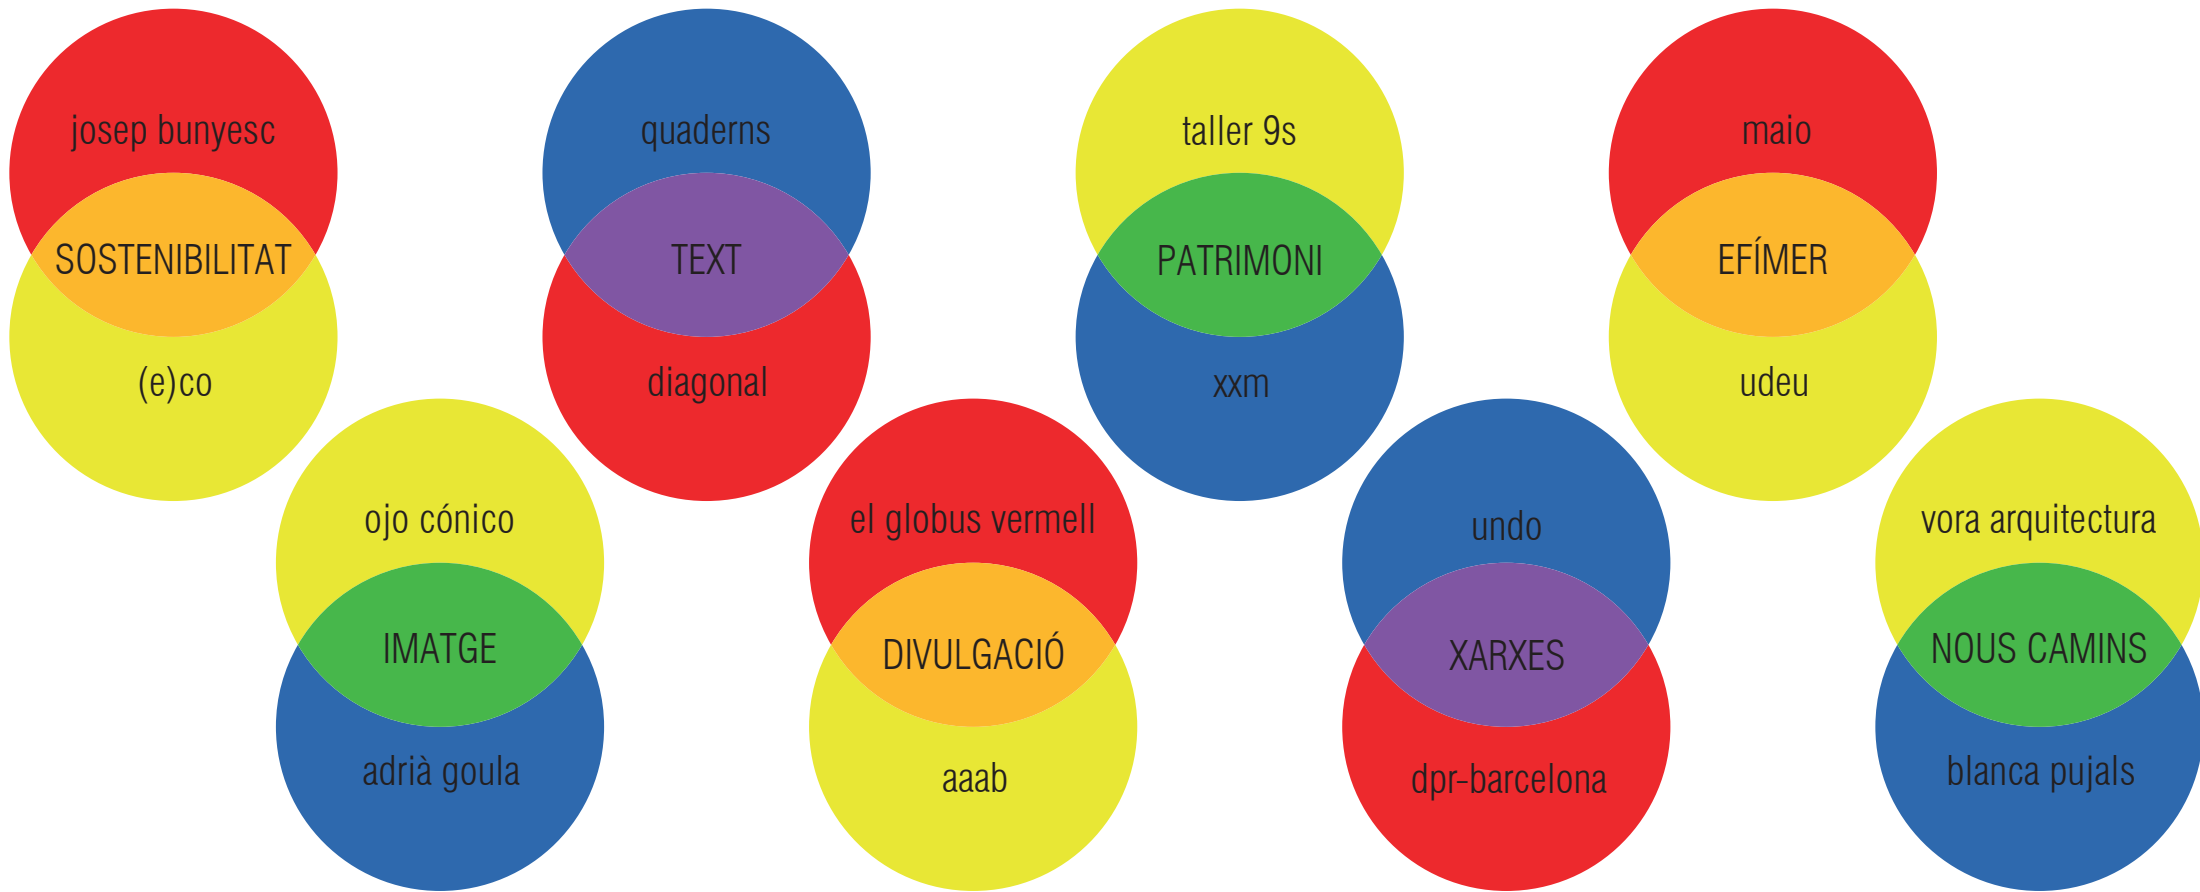 josep bunyesc
SOSTENIBILITAT
(e)co
ojo cónico
IMATGE
adrià goula
quaderns
TEXT
diagonal
el globus vermell
DIVULGACIÓ
aaab
taller 9s
PATRIMONI
xxm
undo
XARXES
dpr-barcelona
maio
EFÍMER
udeu
vora arquitectura
NOUS CAMINS
blanca pujals